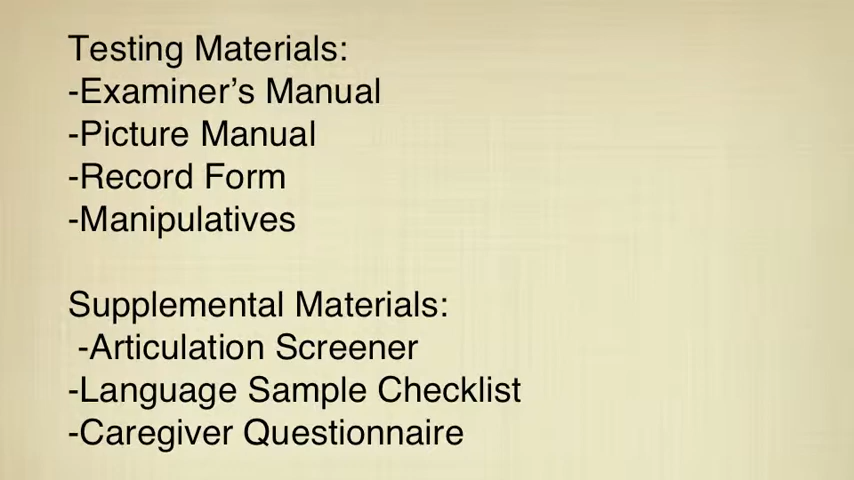 Testing Materials:
-Examiner’s Manual
-Picture Manual
-Record Form
-Manipulatives
Supplemental Materials:
-Articulation Screener
-Language Sample Checklist
-Caregiver Questionnaire